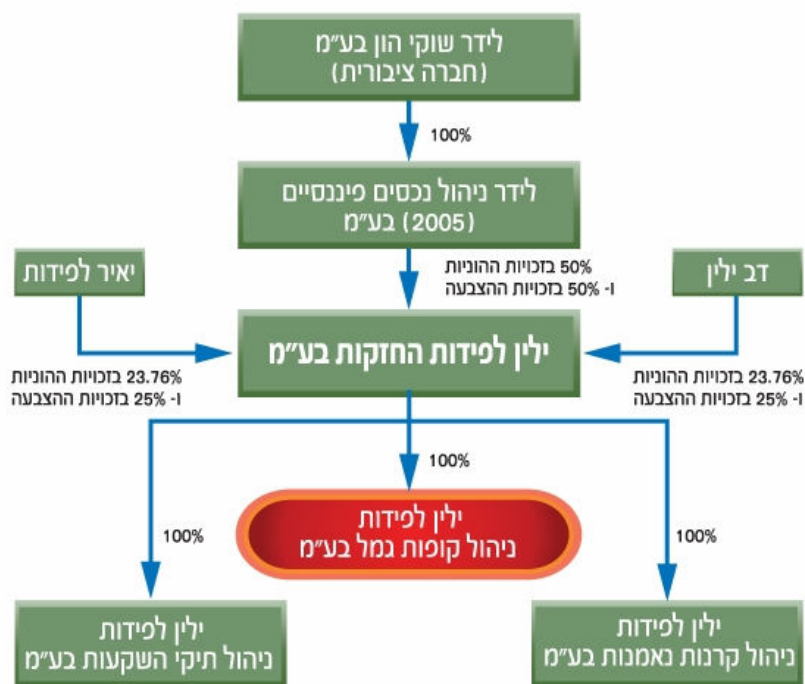 לידר שוקי הון בע״מ
(חברה ציבורית)
100%
לידר ניהול נכסים פיננסיים
(2005) בע״מ
50% בזכויות ההוניות
ו- 50% בזכויות ההצבעה
דב ילין
יאיר לפידות
ילין לפידות החזקות בע״מ
23.76% בזכויות ההוניות
ו- 25% בזכויות ההצבעה
23.76% בזכויות ההוניות
ו- 25% בזכויות ההצבעה
100%
ילין לפידות
ניהול קופות גמל בע״מ
100%
100%
ילין לפידות
ניהול קרנות נאמנות בע״מ
ילין לפידות
ניהול תיקי השקעות בע״מ